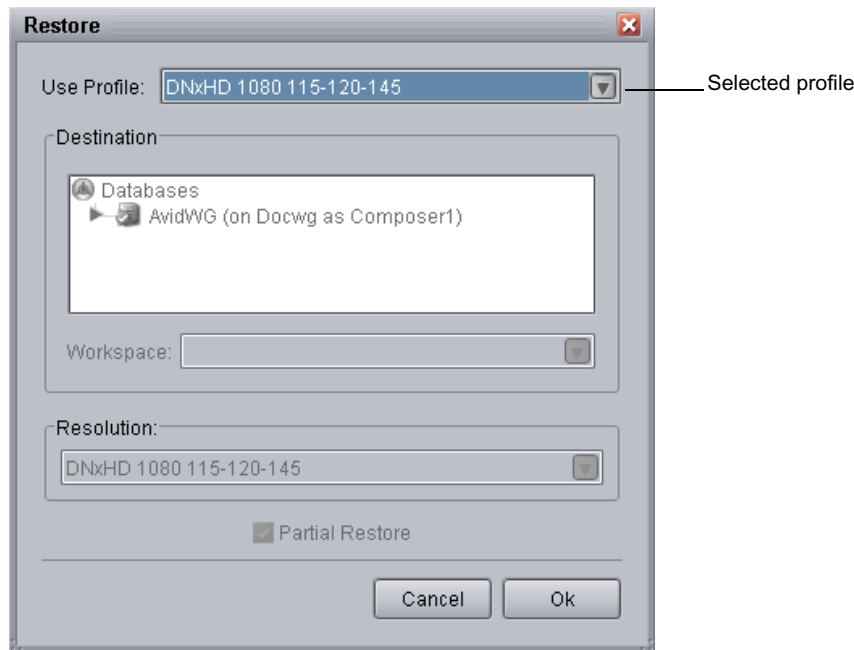 Restore
Use Profile: DNxHD 1080 115-120-145
Selected profile
Destination
Databases
AvidWG (on Docwg as Composer1)
Workspace:
Resolution:
DNxHD 1080 115-120-145
Partial Restore
Cancel Ok